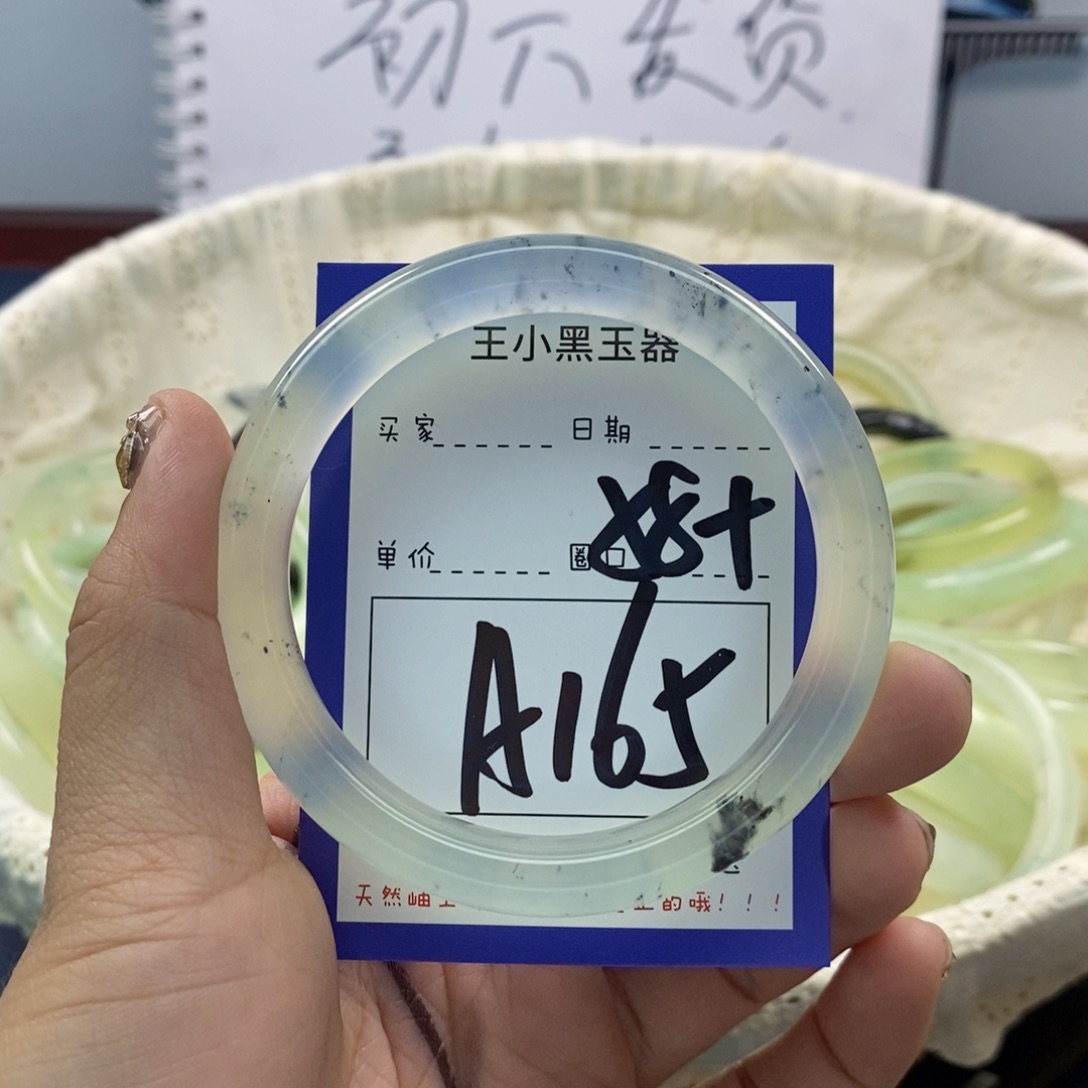 初六发货
王小黑玉器
买家 日期
单价 圈口 58+
A165
天然岫 的哦！！！